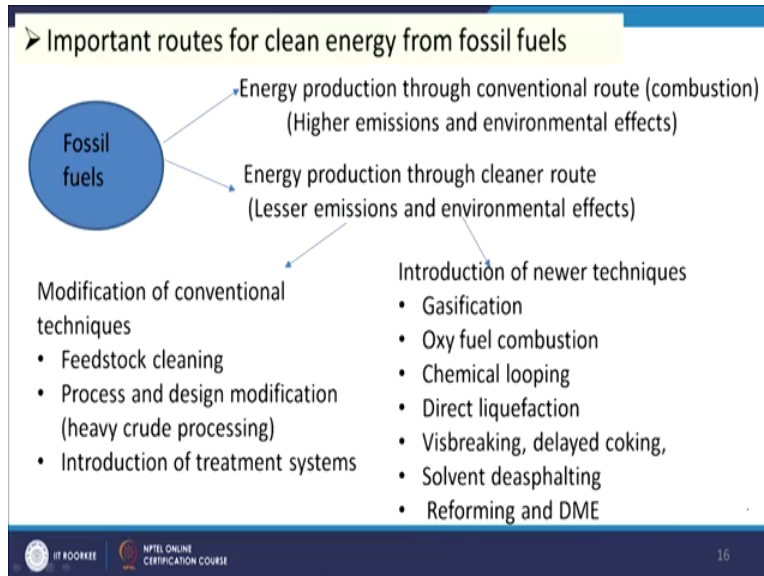 ➢ Important routes for clean energy from fossil fuels
Fossil
fuels
Energy production through conventional route (combustion)
(Higher emissions and environmental effects)
Energy production through cleaner route
(Lesser emissions and environmental effects)
Modification of conventional
techniques
• Feedstock cleaning
• Process and design modification
(heavy crude processing)
• Introduction of treatment systems
Introduction of newer techniques
• Gasification
• Oxy fuel combustion
• Chemical looping
• Direct liquefaction
• Visbreaking, delayed coking,
• Solvent deasphalting
• Reforming and DME
IIT ROORKEE
NPTEL ONLINE
CERTIFICATION COURSE
16